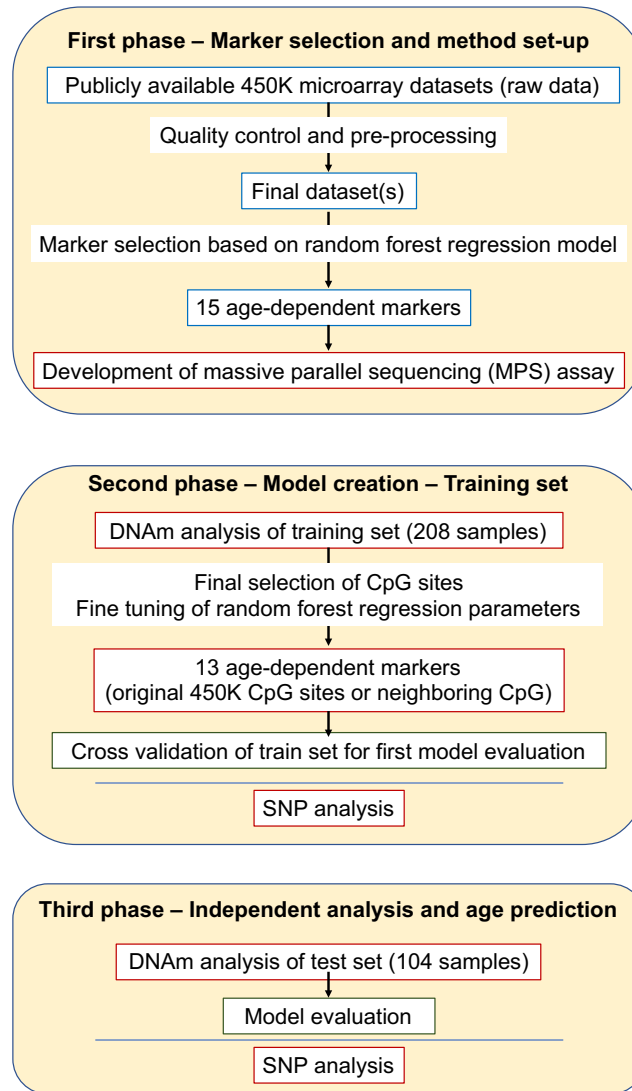 First phase – Marker selection and method set-up
Publicly available 450K microarray datasets (raw data)
Quality control and pre-processing
Final dataset(s)
Marker selection based on random forest regression model
15 age-dependent markers
Development of massive parallel sequencing (MPS) assay
Second phase – Model creation – Training set
DNAm analysis of training set (208 samples)
Final selection of CpG sites
Fine tuning of random forest regression parameters
13 age-dependent markers
(original 450K CpG sites or neighboring CpG)
Cross validation of train set for first model evaluation
SNP analysis
Third phase – Independent analysis and age prediction
DNAm analysis of test set (104 samples)
Model evaluation
SNP analysis